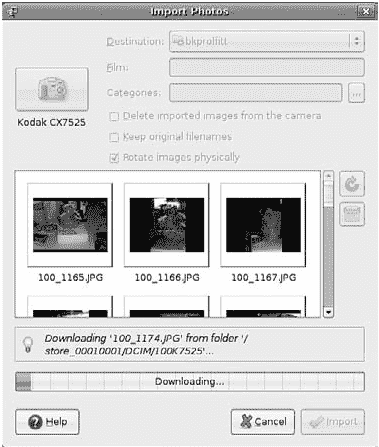 Import Photos
Destination: bkproffitt
Film:
Categories: ...
Kodak CX7525
Delete imported images from the camera
Keep original filenames
Rotate images physically
100_1165.JPG 100_1166.JPG 100_1167.JPG
Downloading '100_1174.JPG' from folder '/
store_00010001/DCIM/100K7525'...
Downloading...
Help Cancel Import